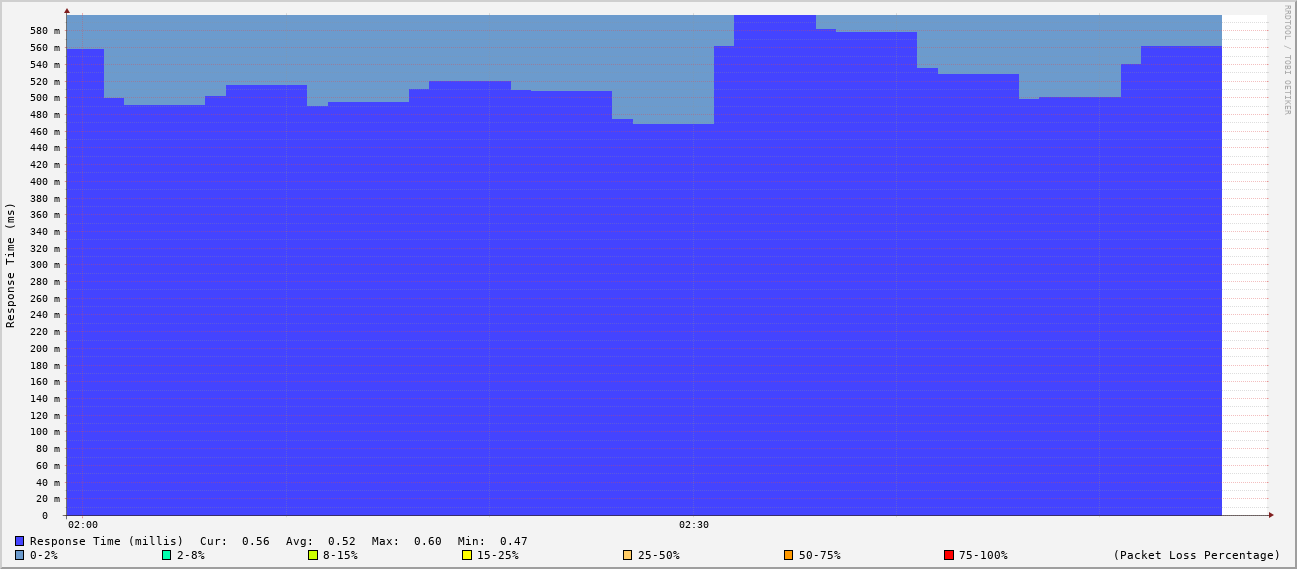 RRDTOOL / TOBI OETIKER
Response Time (ms)
580 m
560 m
540 m
520 m
500 m
480 m
460 m
440 m
420 m
400 m
380 m
360 m
340 m
320 m
300 m
280 m
260 m
240 m
220 m
200 m
180 m
160 m
140 m
120 m
100 m
80 m
60 m
40 m
20 m
0
02:00 02:30
Response Time (millis) Cur: 0.56 Avg: 0.52 Max: 0.60 Min: 0.47
0-2% 2-8% 8-15% 15-25% 25-50% 50-75% 75-100% (Packet Loss Percentage)